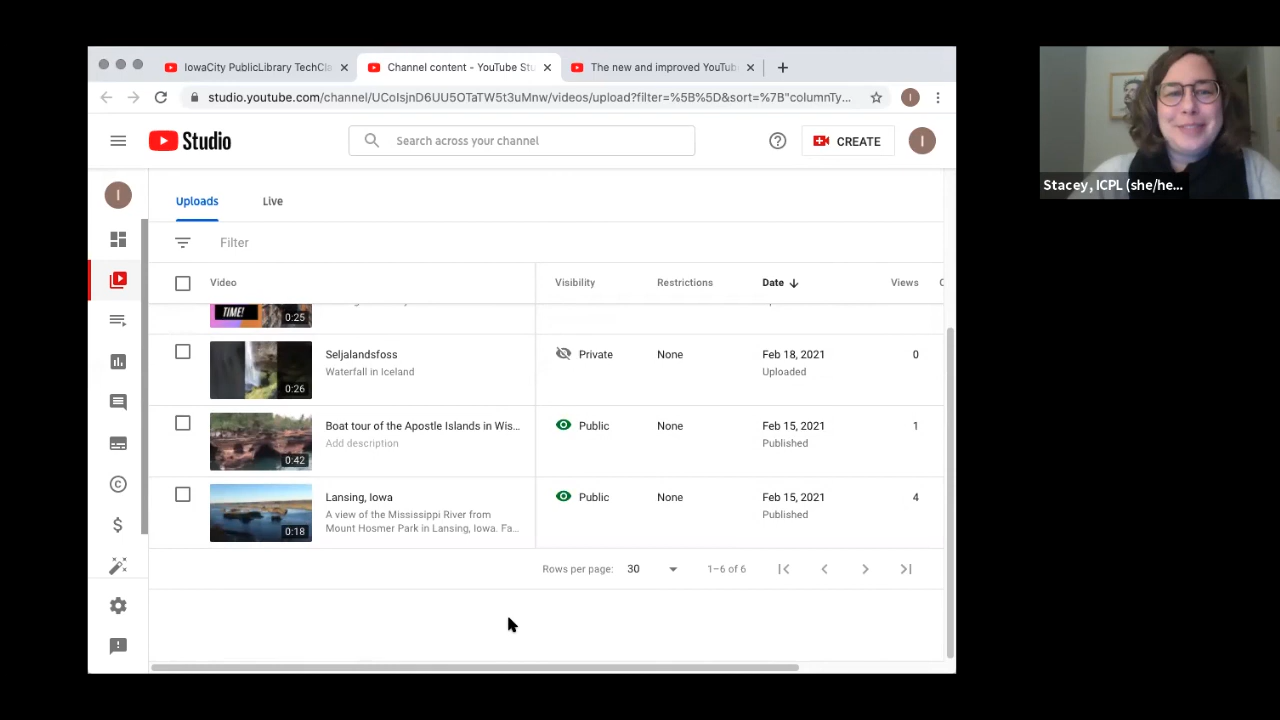 IowaCity PublicLibrary TechCla
Channel content - YouTube Stu
The new and improved YouTub
studio.youtube.com/channel/UCoIsjnD6UU5OTaTW5t3uMnw/videos/upload?filter=%5B%5D&sort=%7B"columnTy...
I
Studio
Search across your channel
CREATE
I
I
Uploads
Live
Filter
Video
Visibility
Restrictions
Date
Views
TIME!
0:25
Seljalandsfoss
Waterfall in Iceland
0:26
Private
None
Feb 18, 2021
Uploaded
0
Boat tour of the Apostle Islands in Wis...
Add description
0:42
Public
None
Feb 15, 2021
Published
1
Lansing, Iowa
A view of the Mississippi River from
Mount Hosmer Park in Lansing, Iowa. Fa...
0:18
Public
None
Feb 15, 2021
Published
4
Rows per page: 30
1–6 of 6
Stacey, ICPL (she/he...